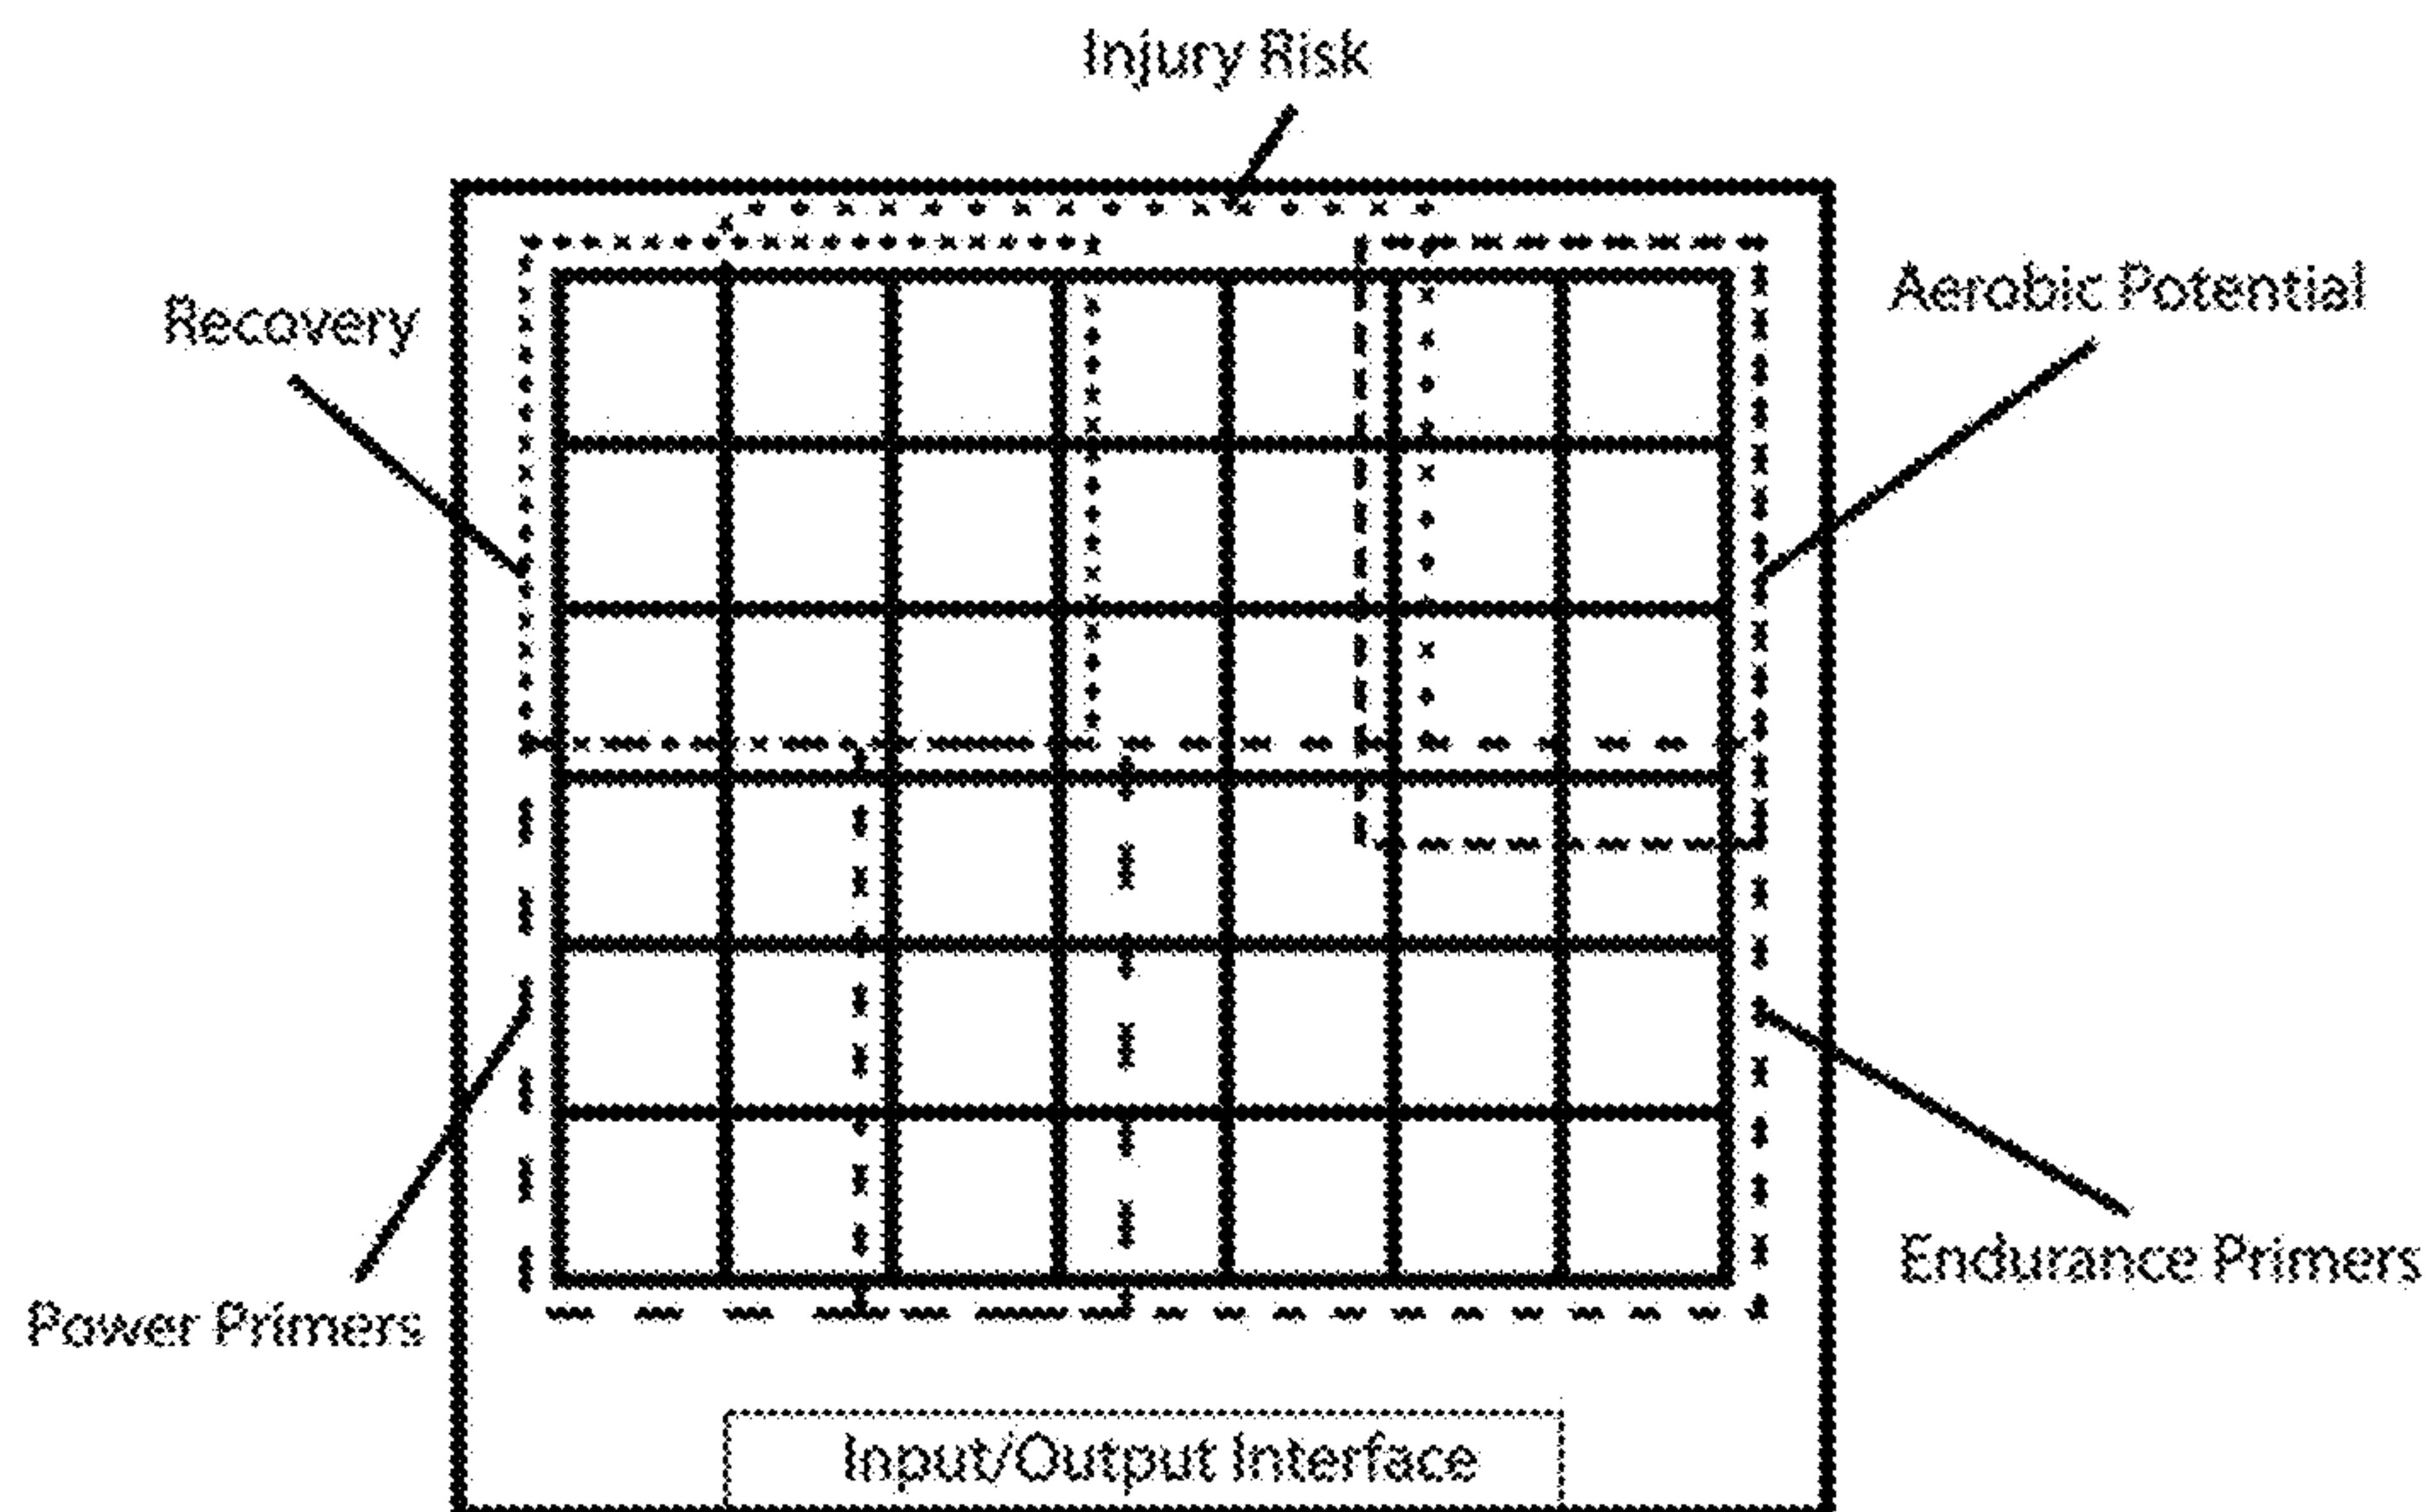 Injury Risk
Recovery
Aerobic Potential
Power Primers
Endurance Primers
Input/Output Interface